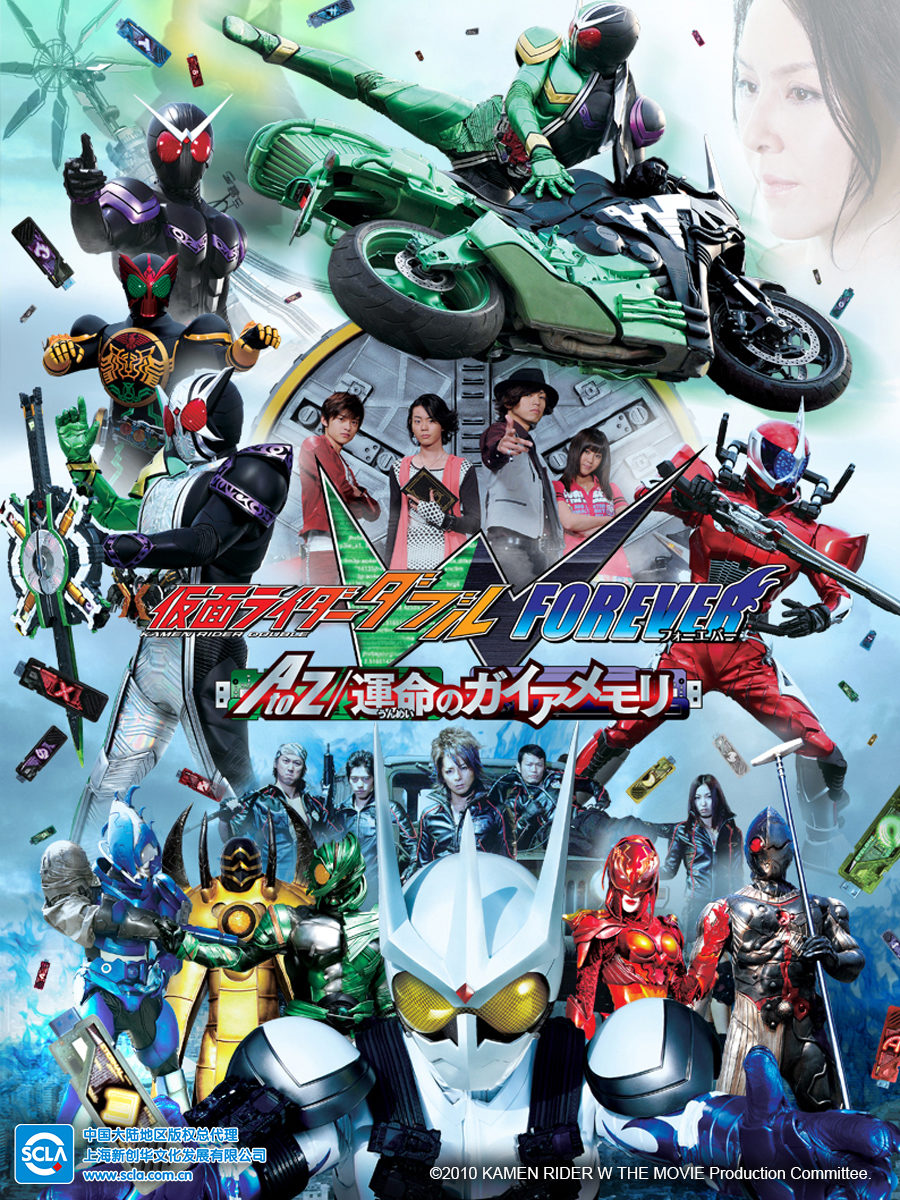 仮面ライダーダブル FOREVER
KAMEN RIDER DOUBLE フォーエバー
AtoZ/運命のガイアメモリ
うんめい
SCLA
中国大陆地区版权总代理
上海新创华文化发展有限公司
www.scla.com.cn
©2010 KAMEN RIDER W THE MOVIE Production Committee.